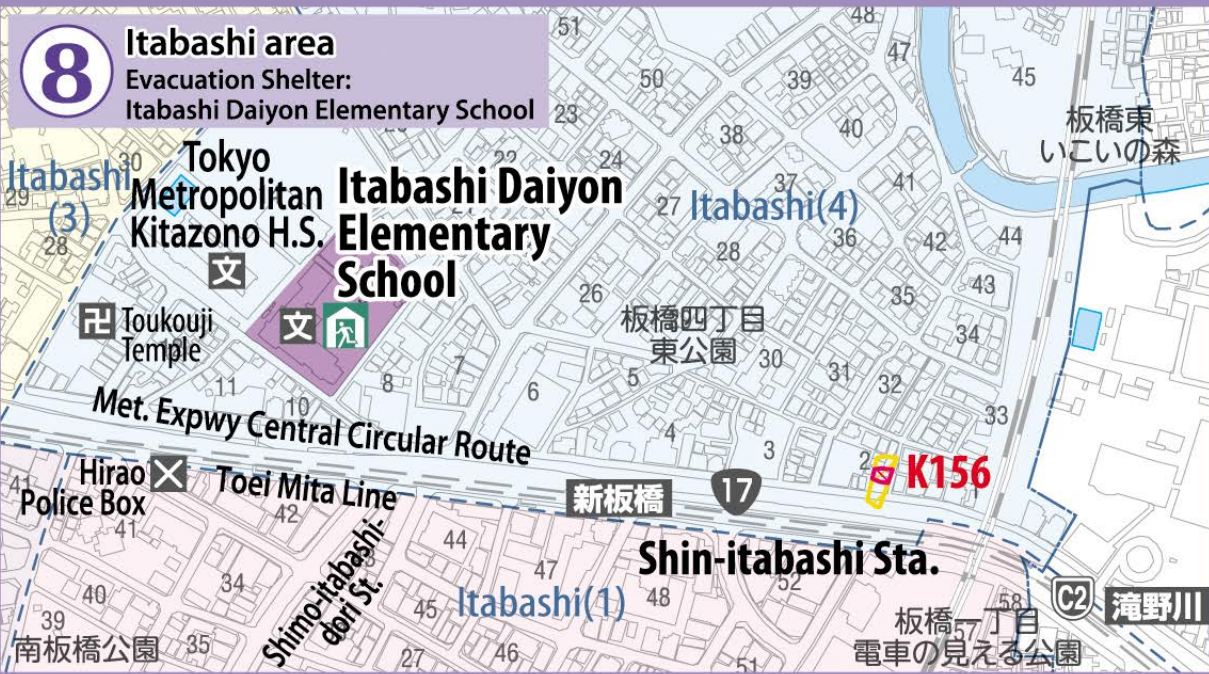 8
Itabashi area
Evacuation Shelter:
Itabashi Daiyon Elementary School
51
48
47
50
39
45
23
38
40
板橋東
いこいの森
30
22
24
Itabashi
(3)
29
28
Tokyo
Metropolitan
Kitazono H.S.
文
Itabashi Daiyon
Elementary
School
27
Itabashi(4)
37
41
36
42
44
28
43
26
35
34
卍
Toukouji
Temple
文
板橋四丁目
東公園
30
31
32
33
11
10
8
7
6
5
4
3
2
1
Met. Expwy Central Circular Route
K156
Hirao
Police Box
Toei Mita Line
新板橋
17
Shin-itabashi Sta.
41
41
42
44
47
52
40
34
Shimo-itabashi-
dori St.
45
Itabashi(1)
48
58
C2
滝野川
39
南板橋公園
35
27
46
51
57
板橋一丁目
電車の見える公園